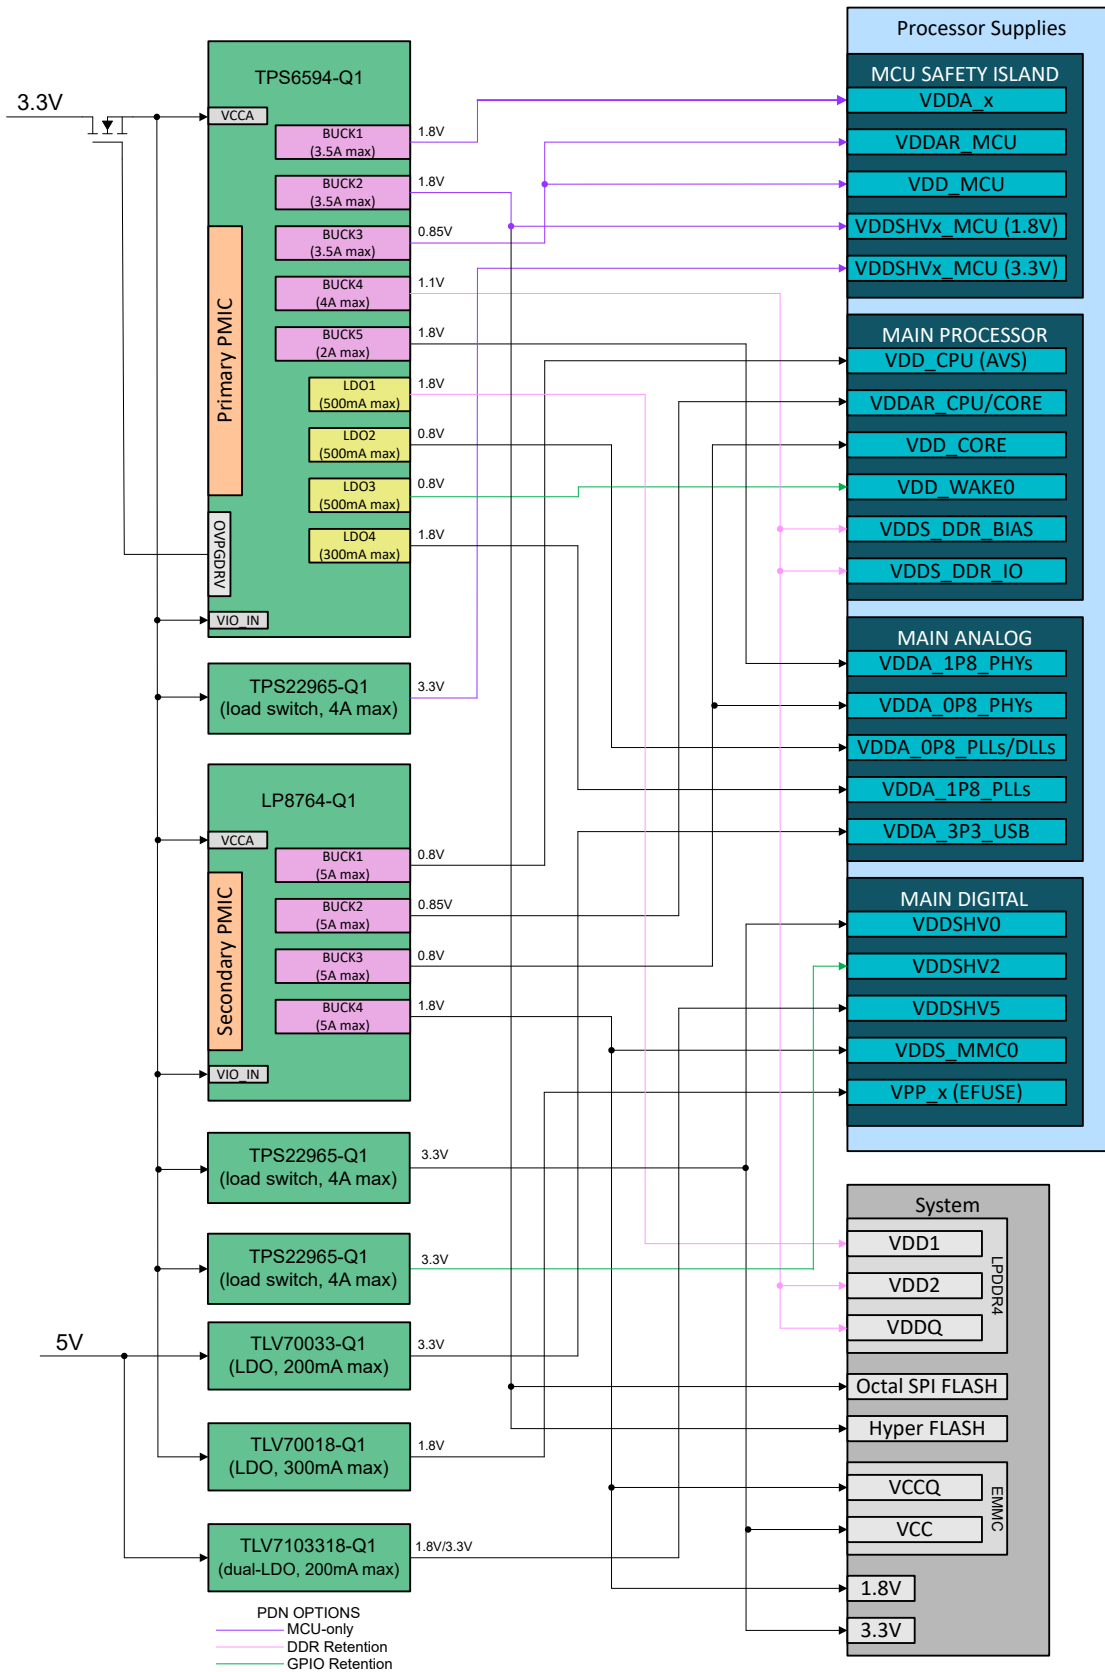 3.3V
TPS6594-Q1
VCCA
BUCK1
(3.5A max)
1.8V
BUCK2
(3.5A max)
1.8V
BUCK3
(3.5A max)
0.85V
BUCK4
(4A max)
1.1V
BUCK5
(2A max)
1.8V
LDO1
(500mA max)
1.8V
LDO2
(500mA max)
0.8V
LDO3
(500mA max)
0.8V
LDO4
(300mA max)
1.8V
Primary PMIC
OVPGDRV
VIO_IN
TPS22965-Q1
(load switch, 4A max)
3.3V
LP8764-Q1
VCCA
BUCK1
(5A max)
0.8V
BUCK2
(5A max)
0.85V
BUCK3
(5A max)
0.8V
BUCK4
(5A max)
1.8V
Secondary PMIC
VIO_IN
TPS22965-Q1
(load switch, 4A max)
3.3V
TPS22965-Q1
(load switch, 4A max)
3.3V
5V
TLV70033-Q1
(LDO, 200mA max)
3.3V
TLV70018-Q1
(LDO, 300mA max)
1.8V
TLV7103318-Q1
(dual-LDO, 200mA max)
1.8V/3.3V
PDN OPTIONS
MCU-only
DDR Retention
GPIO Retention
Processor Supplies
MCU SAFETY ISLAND
VDDA_x
VDDAR_MCU
VDD_MCU
VDDSHVx_MCU (1.8V)
VDDSHVx_MCU (3.3V)
MAIN PROCESSOR
VDD_CPU (AVS)
VDDAR_CPU/CORE
VDD_CORE
VDD_WAKE0
VDDS_DDR_BIAS
VDDS_DDR_IO
MAIN ANALOG
VDDA_1P8_PHYs
VDDA_0P8_PHYs
VDDA_0P8_PLLs/DLLs
VDDA_1P8_PLLs
VDDA_3P3_USB
MAIN DIGITAL
VDDSHV0
VDDSHV2
VDDSHV5
VDDS_MMC0
VPP_x (EFUSE)
System
VDD1
VDD2
VDDQ
LPDDR4
Octal SPI FLASH
Hyper FLASH
VCCQ
VCC
EMMC
1.8V
3.3V